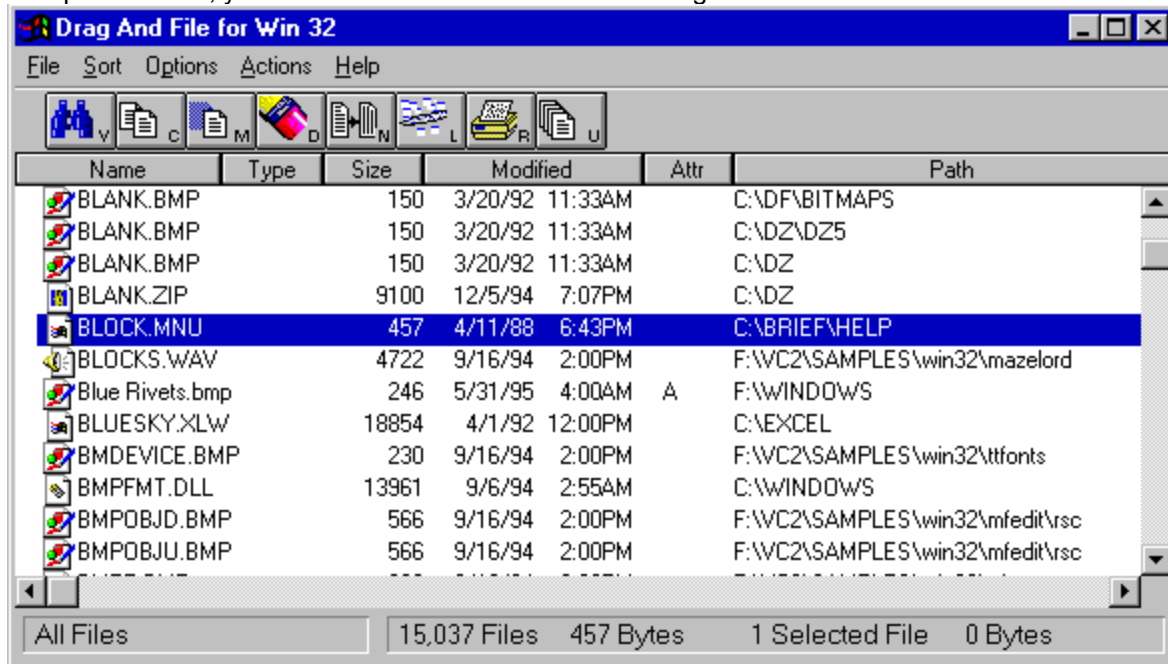 Drag And File for Win 32
File Sort Options Actions Help
V C M D N L R U
Name Type Size Modified Attr Path
BLANK.BMP 150 3/20/92 11:33AM C:\DF\BITMAPS
BLANK.BMP 150 3/20/92 11:33AM C:\DZ\DZ5
BLANK.BMP 150 3/20/92 11:33AM C:\DZ
BLANK.ZIP 9100 12/5/94 7:07PM C:\DZ
BLOCK.MNU 457 4/11/88 6:43PM C:\BRIEF\HELP
BLOCKS.WAV 4722 9/16/94 2:00PM F:\VC2\SAMPLES\win32\mazelord
Blue Rivets.bmp 246 5/31/95 4:00AM A F:\WINDOWS
BLUESKY.XLW 18854 4/1/92 12:00PM C:\EXCEL
BMDEVICE.BMP 230 9/16/94 2:00PM F:\VC2\SAMPLES\win32\ttfonts
BMPFMT.DLL 13961 9/6/94 2:55AM C:\WINDOWS
BMPOBJD.BMP 566 9/16/94 2:00PM F:\VC2\SAMPLES\win32\mfedit\rsc
BMPOBJU.BMP 566 9/16/94 2:00PM F:\VC2\SAMPLES\win32\mfedit\rsc
All Files 15,037 Files 457 Bytes 1 Selected File 0 Bytes